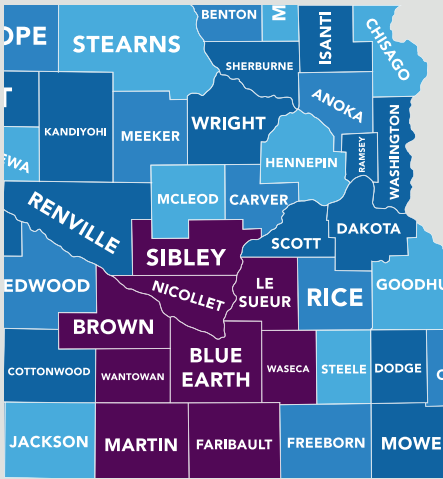 BENTON
M
ISANTI
CHISAGO
OPE
STEARNS
SHERBURNE
ANOKA
T
KANDIYOHI
MEEKER
WRIGHT
HENNEPIN
RAMSEY
WASHINGTON
EWA
MCLEOD
CARVER
RENVILLE
SIBLEY
SCOTT
DAKOTA
EDWOOD
NICOLLET
LE
SUEUR
RICE
GOODHU
BROWN
BLUE
EARTH
COTTONWOOD
WANTOWAN
WASECA
STEELE
DODGE
JACKSON
MARTIN
FARIBAULT
FREEBORN
MOWE